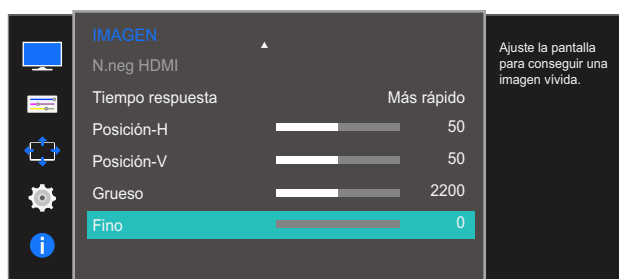 IMAGEN
N.neg HDMI
Tiempo respuesta Más rápido
Posición-H 50
Posición-V 50
Grueso 2200
Fino 0
Ajuste la pantalla
para conseguir una
imagen vívida.